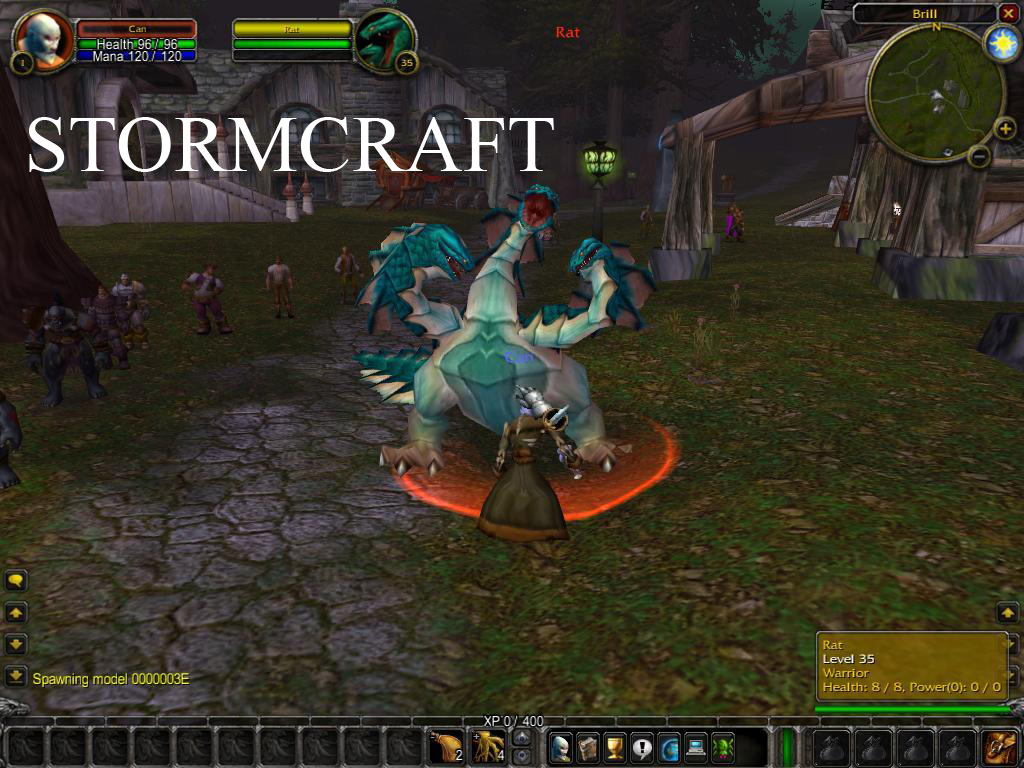 Can
Health 96 / 96
Mana 120 / 120
1
Rat
35
Rat
Brill
N
STORMCRAFT
Can
Spawning model 0000003E
Rat
Level 35
Warrior
Health: 8 / 8, Power(0): 0 / 0
XP 0 / 400
2
4